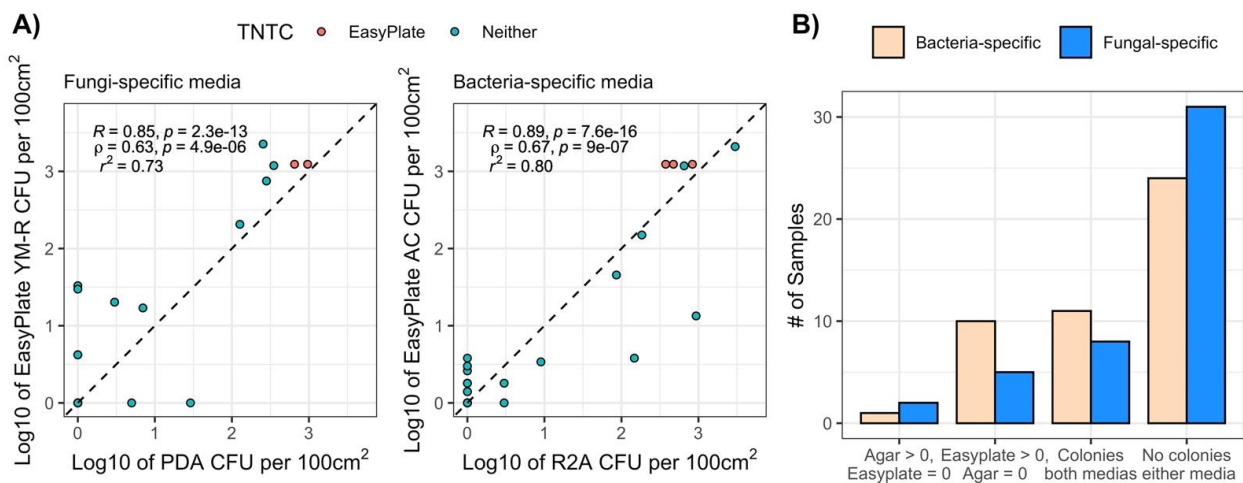 A)
TNTC EasyPlate Neither
Fungi-specific media
R = 0.85, p = 2.3e-13
ρ = 0.63, p = 4.9e-06
r² = 0.73
Log10 of EasyPlate YM-R CFU per 100cm²
3
2
1
0
0 1 2 3
Log10 of PDA CFU per 100cm²
Bacteria-specific media
R = 0.89, p = 7.6e-16
ρ = 0.67, p = 9e-07
r² = 0.80
Log10 of EasyPlate AC CFU per 100cm²
3
2
1
0
0 1 2 3
Log10 of R2A CFU per 100cm²
B)
Bacteria-specific Fungal-specific
# of Samples
30
20
10
0
Agar > 0, Easyplate > 0, Colonies No colonies
Easyplate = 0 Agar = 0 both medias either media